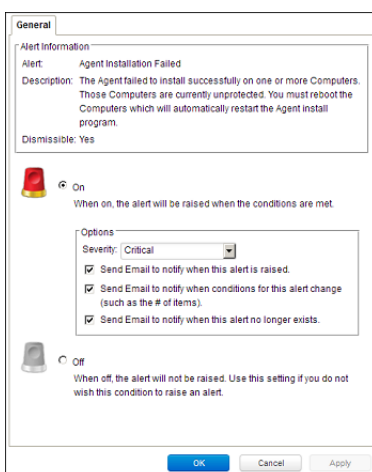 General
Alert Information
Alert: Agent Installation Failed
Description: The Agent failed to install successfully on one or more Computers.
Those Computers are currently unprotected. You must reboot the
Computers which will automatically restart the Agent install
program.
Dismissible: Yes
On
When on, the alert will be raised when the conditions are met.
Options
Severity: Critical
Send Email to notify when this alert is raised.
Send Email to notify when conditions for this alert change
(such as the # of items).
Send Email to notify when this alert no longer exists.
Off
When off, the alert will not be raised. Use this setting if you do not
wish this condition to raise an alert.
OK Cancel Apply